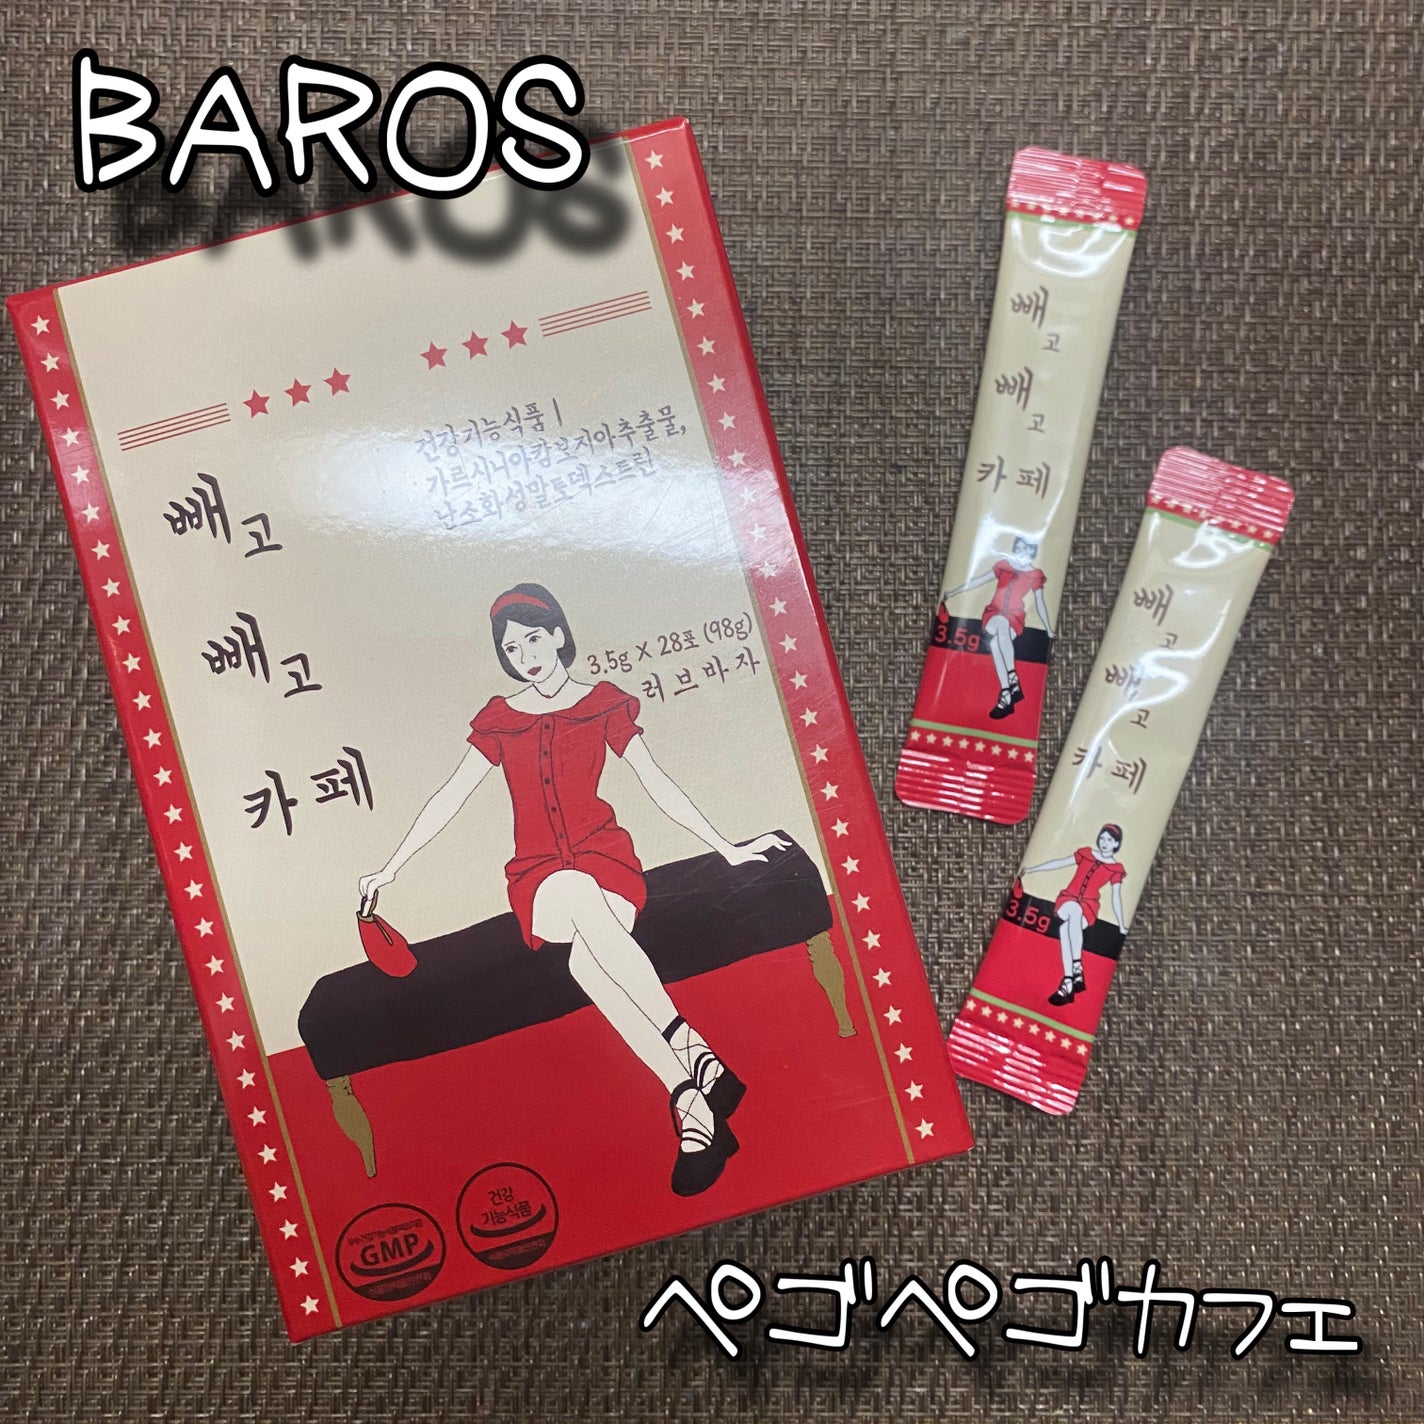 BAROS
건강기능식품 |
가르시니아캄보지아추출물,
난소화성말토덱스트린
빼고
빼고
카페
3.5g X 28포 (98g)
러브바자
GMP
건강
기능식품
빼고
빼고
카페
3.5g
빼고
빼고
카페
3.5g
ペゴペゴカフェ